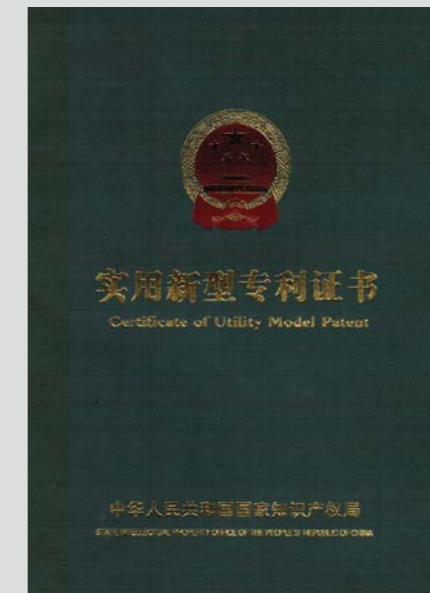 实用新型专利证书
Certificate of Utility Model Patent
中华人民共和国国家知识产权局
STATE INTELLECTUAL PROPERTY OFFICE OF THE PEOPLE'S REPUBLIC OF CHINA